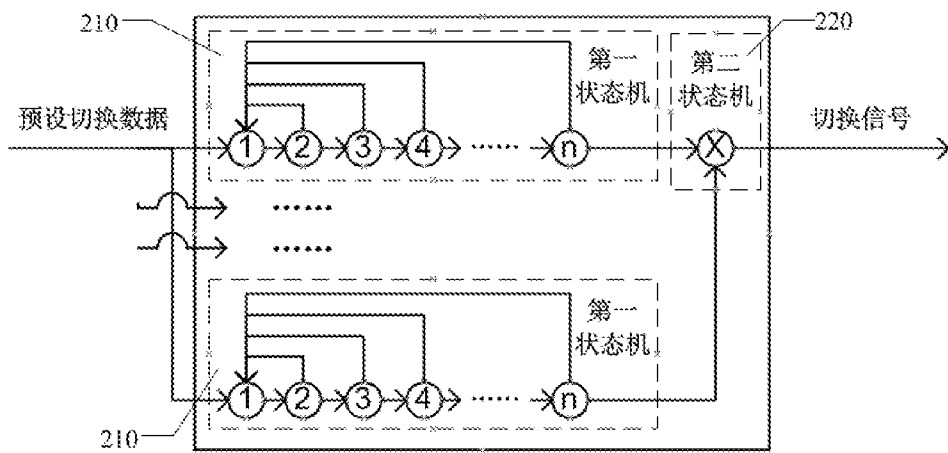 210
220
第一
状态机
第二
状态机
预设切换数据
切换信号
1 2 3 4 …… n X
……
……
第一
状态机
1 2 3 4 …… n
210